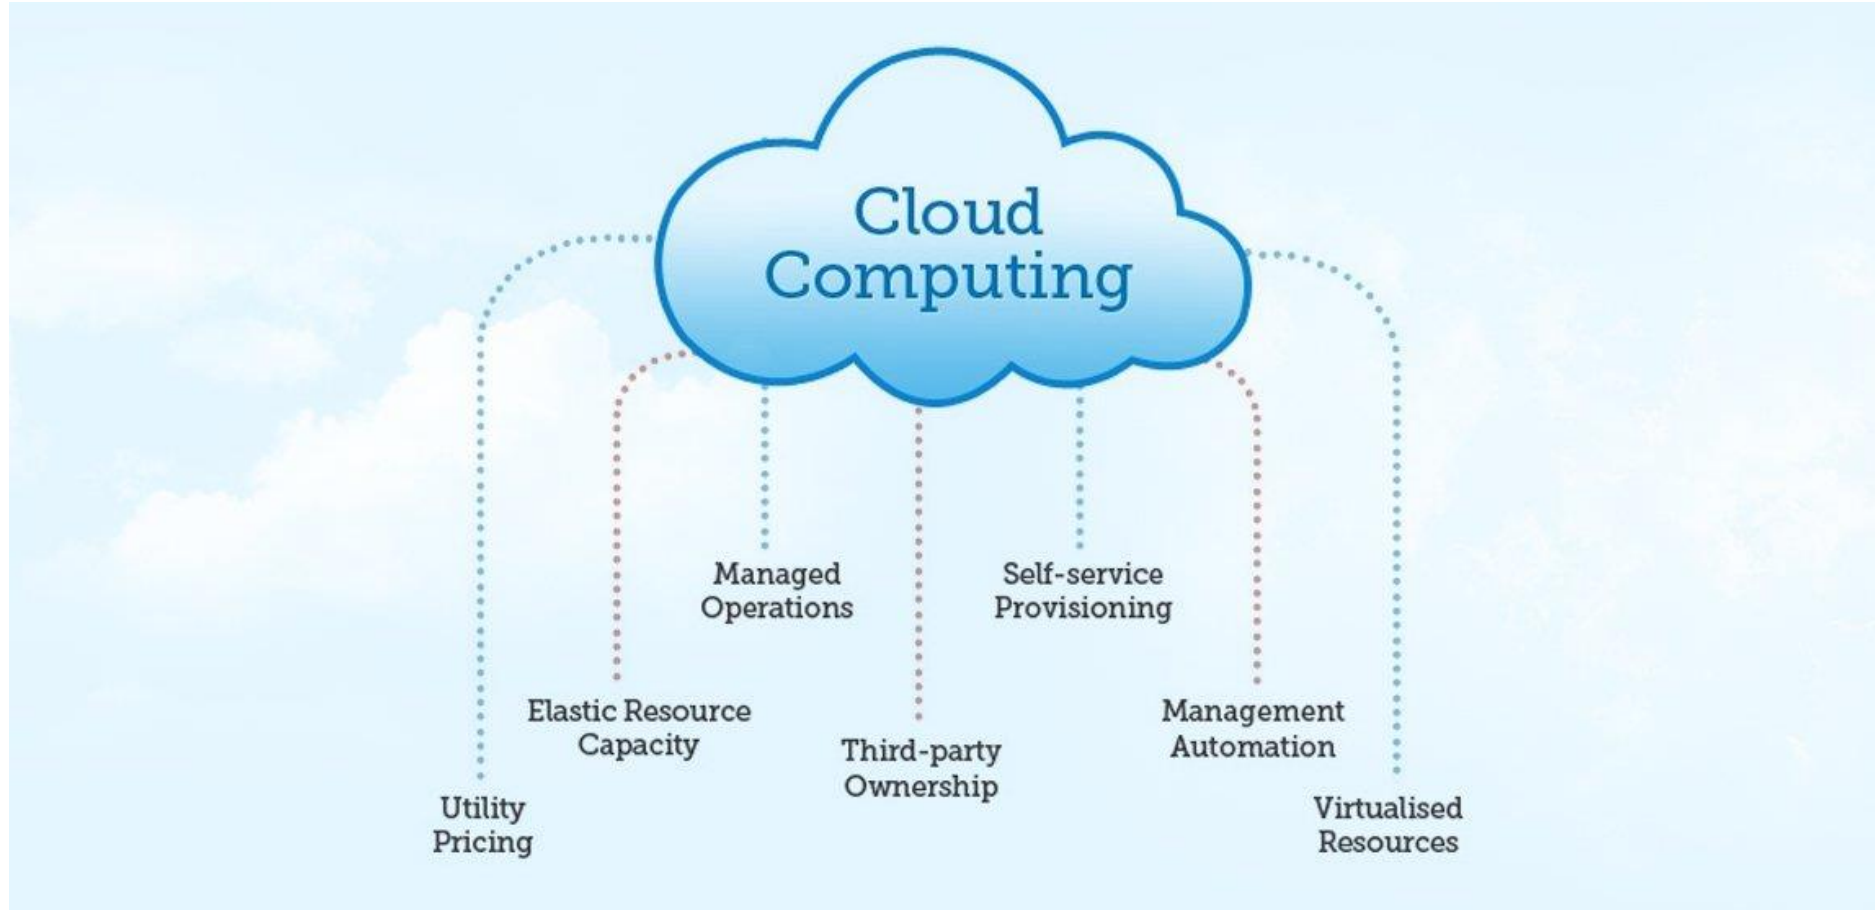 Cloud
Computing
Managed
Operations
Self-service
Provisioning
Elastic Resource
Capacity
Third-party
Ownership
Management
Automation
Utility
Pricing
Virtualised
Resources